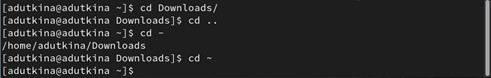 [adutkina@adutkina ~]$ cd Downloads/
[adutkina@adutkina Downloads]$ cd ..
[adutkina@adutkina ~]$ cd -
/home/adutkina/Downloads
[adutkina@adutkina Downloads]$ cd ~
[adutkina@adutkina ~]$